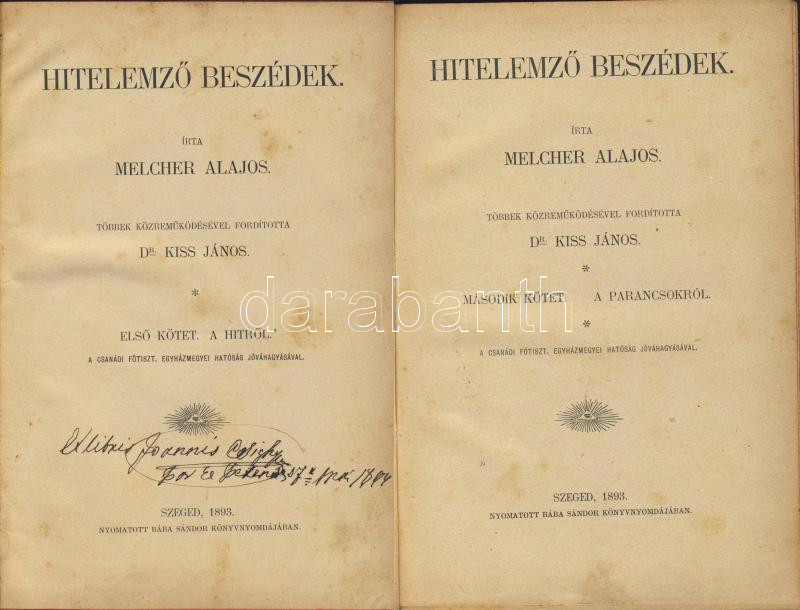 HITELEMZŐ BESZÉDEK.
ÍRTA
MELCHER ALAJOS.
TÖBBEK KÖZREMŰKÖDÉSÉVEL FORDÍTOTTA
DR. KISS JÁNOS.
*
ELSŐ KÖTET. A HITRŐL.
A CSANÁDI FŐTISZT. EGYHÁZMEGYEI HATÓSÁG JÓVÁHAGYÁSÁVAL.
Ex libris Joannis
SZEGED, 1893.
NYOMATOTT BÁBA SÁNDOR KÖNYVNYOMDÁJÁBAN.
HITELEMZŐ BESZÉDEK.
ÍRTA
MELCHER ALAJOS.
TÖBBEK KÖZREMŰKÖDÉSÉVEL FORDÍTOTTA
DR. KISS JÁNOS.
*
MÁSODIK KÖTET. A PARANCSOKRÓL.
*
A CSANÁDI FŐTISZT. EGYHÁZMEGYEI HATÓSÁG JÓVÁHAGYÁSÁVAL.
SZEGED, 1893.
NYOMATOTT BÁBA SÁNDOR KÖNYVNYOMDÁJÁBAN.
darabanth